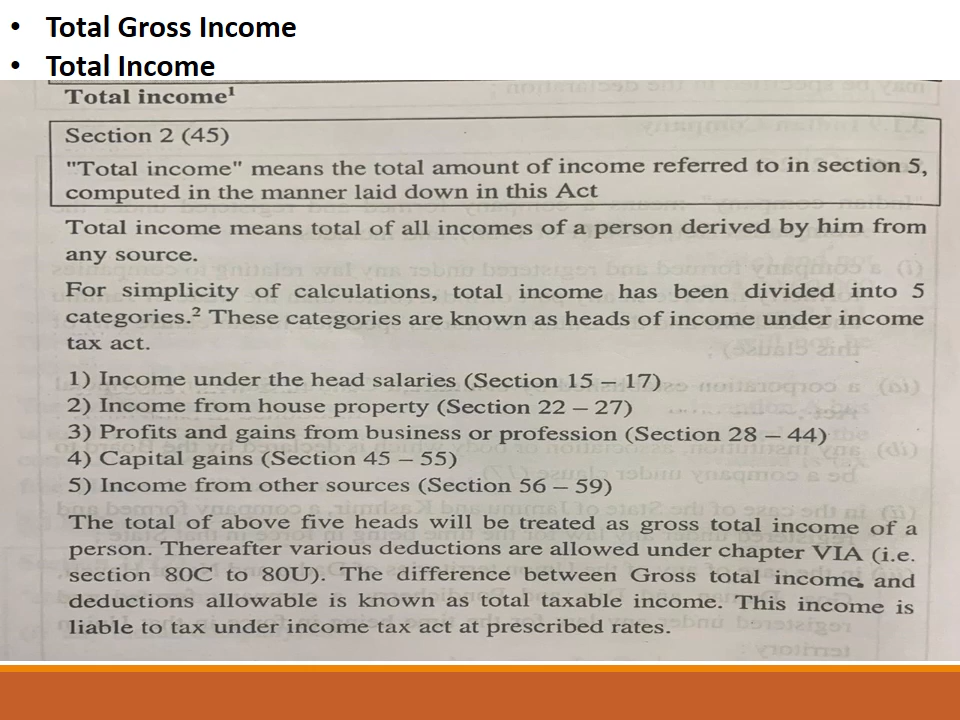 • Total Gross Income
• Total Income
Total income¹
Section 2 (45)
"Total income" means the total amount of income referred to in section 5,
computed in the manner laid down in this Act
Total income means total of all incomes of a person derived by him from
any source.
For simplicity of calculations, total income has been divided into 5
categories.² These categories are known as heads of income under income
tax act.
1) Income under the head salaries (Section 15 – 17)
2) Income from house property (Section 22 – 27)
3) Profits and gains from business or profession (Section 28 – 44)
4) Capital gains (Section 45 – 55)
5) Income from other sources (Section 56 – 59)
The total of above five heads will be treated as gross total income of a
person. Thereafter various deductions are allowed under chapter VIA (i.e.
section 80C to 80U). The difference between Gross total income, and
deductions allowable is known as total taxable income. This income is
liable to tax under income tax act at prescribed rates.